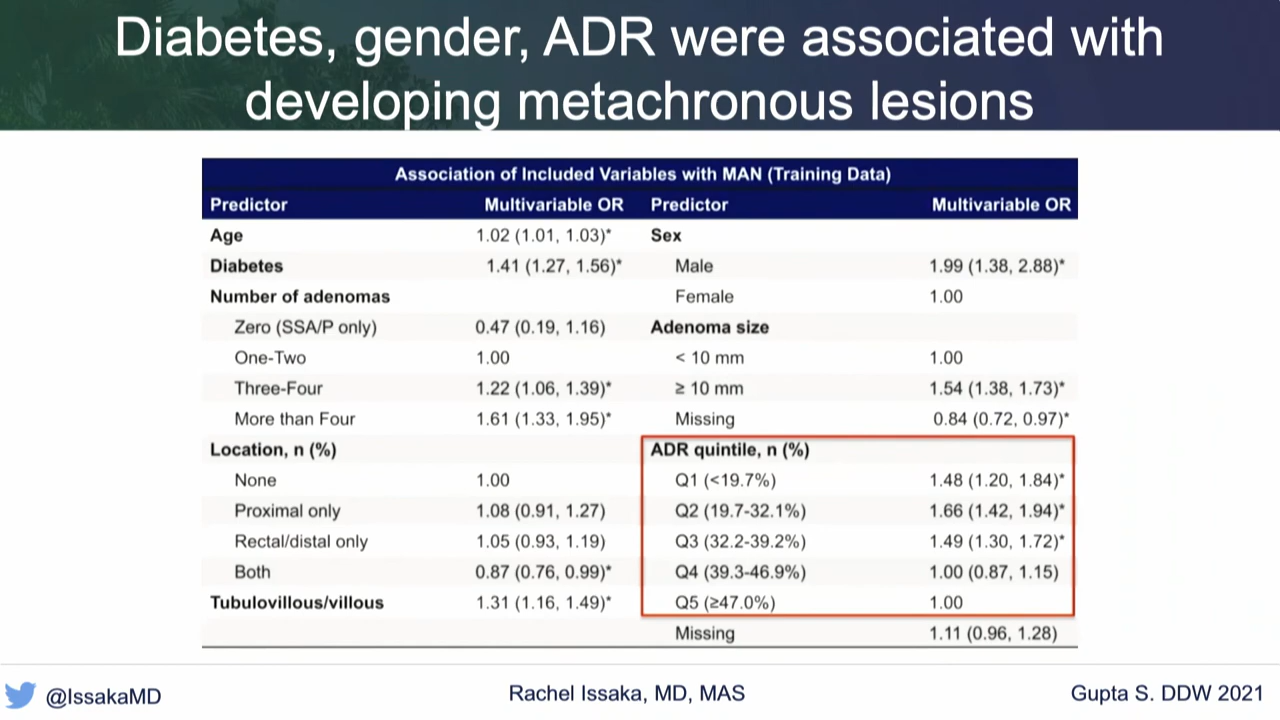 Diabetes, gender, ADR were associated with
developing metachronous lesions
Association of Included Variables with MAN (Training Data)
Predictor Multivariable OR Predictor Multivariable OR
Age 1.02 (1.01, 1.03)* Sex
Diabetes 1.41 (1.27, 1.56)* Male 1.99 (1.38, 2.88)*
Number of adenomas Female 1.00
Zero (SSA/P only) 0.47 (0.19, 1.16) Adenoma size
One-Two 1.00 < 10 mm 1.00
Three-Four 1.22 (1.06, 1.39)* ≥ 10 mm 1.54 (1.38, 1.73)*
More than Four 1.61 (1.33, 1.95)* Missing 0.84 (0.72, 0.97)*
Location, n (%) ADR quintile, n (%)
None 1.00 Q1 (<19.7%) 1.48 (1.20, 1.84)*
Proximal only 1.08 (0.91, 1.27) Q2 (19.7-32.1%) 1.66 (1.42, 1.94)*
Rectal/distal only 1.05 (0.93, 1.19) Q3 (32.2-39.2%) 1.49 (1.30, 1.72)*
Both 0.87 (0.76, 0.99)* Q4 (39.3-46.9%) 1.00 (0.87, 1.15)
Tubulovillous/villous 1.31 (1.16, 1.49)* Q5 (≥47.0%) 1.00
Missing 1.11 (0.96, 1.28)
@IssakaMD Rachel Issaka, MD, MAS Gupta S. DDW 2021